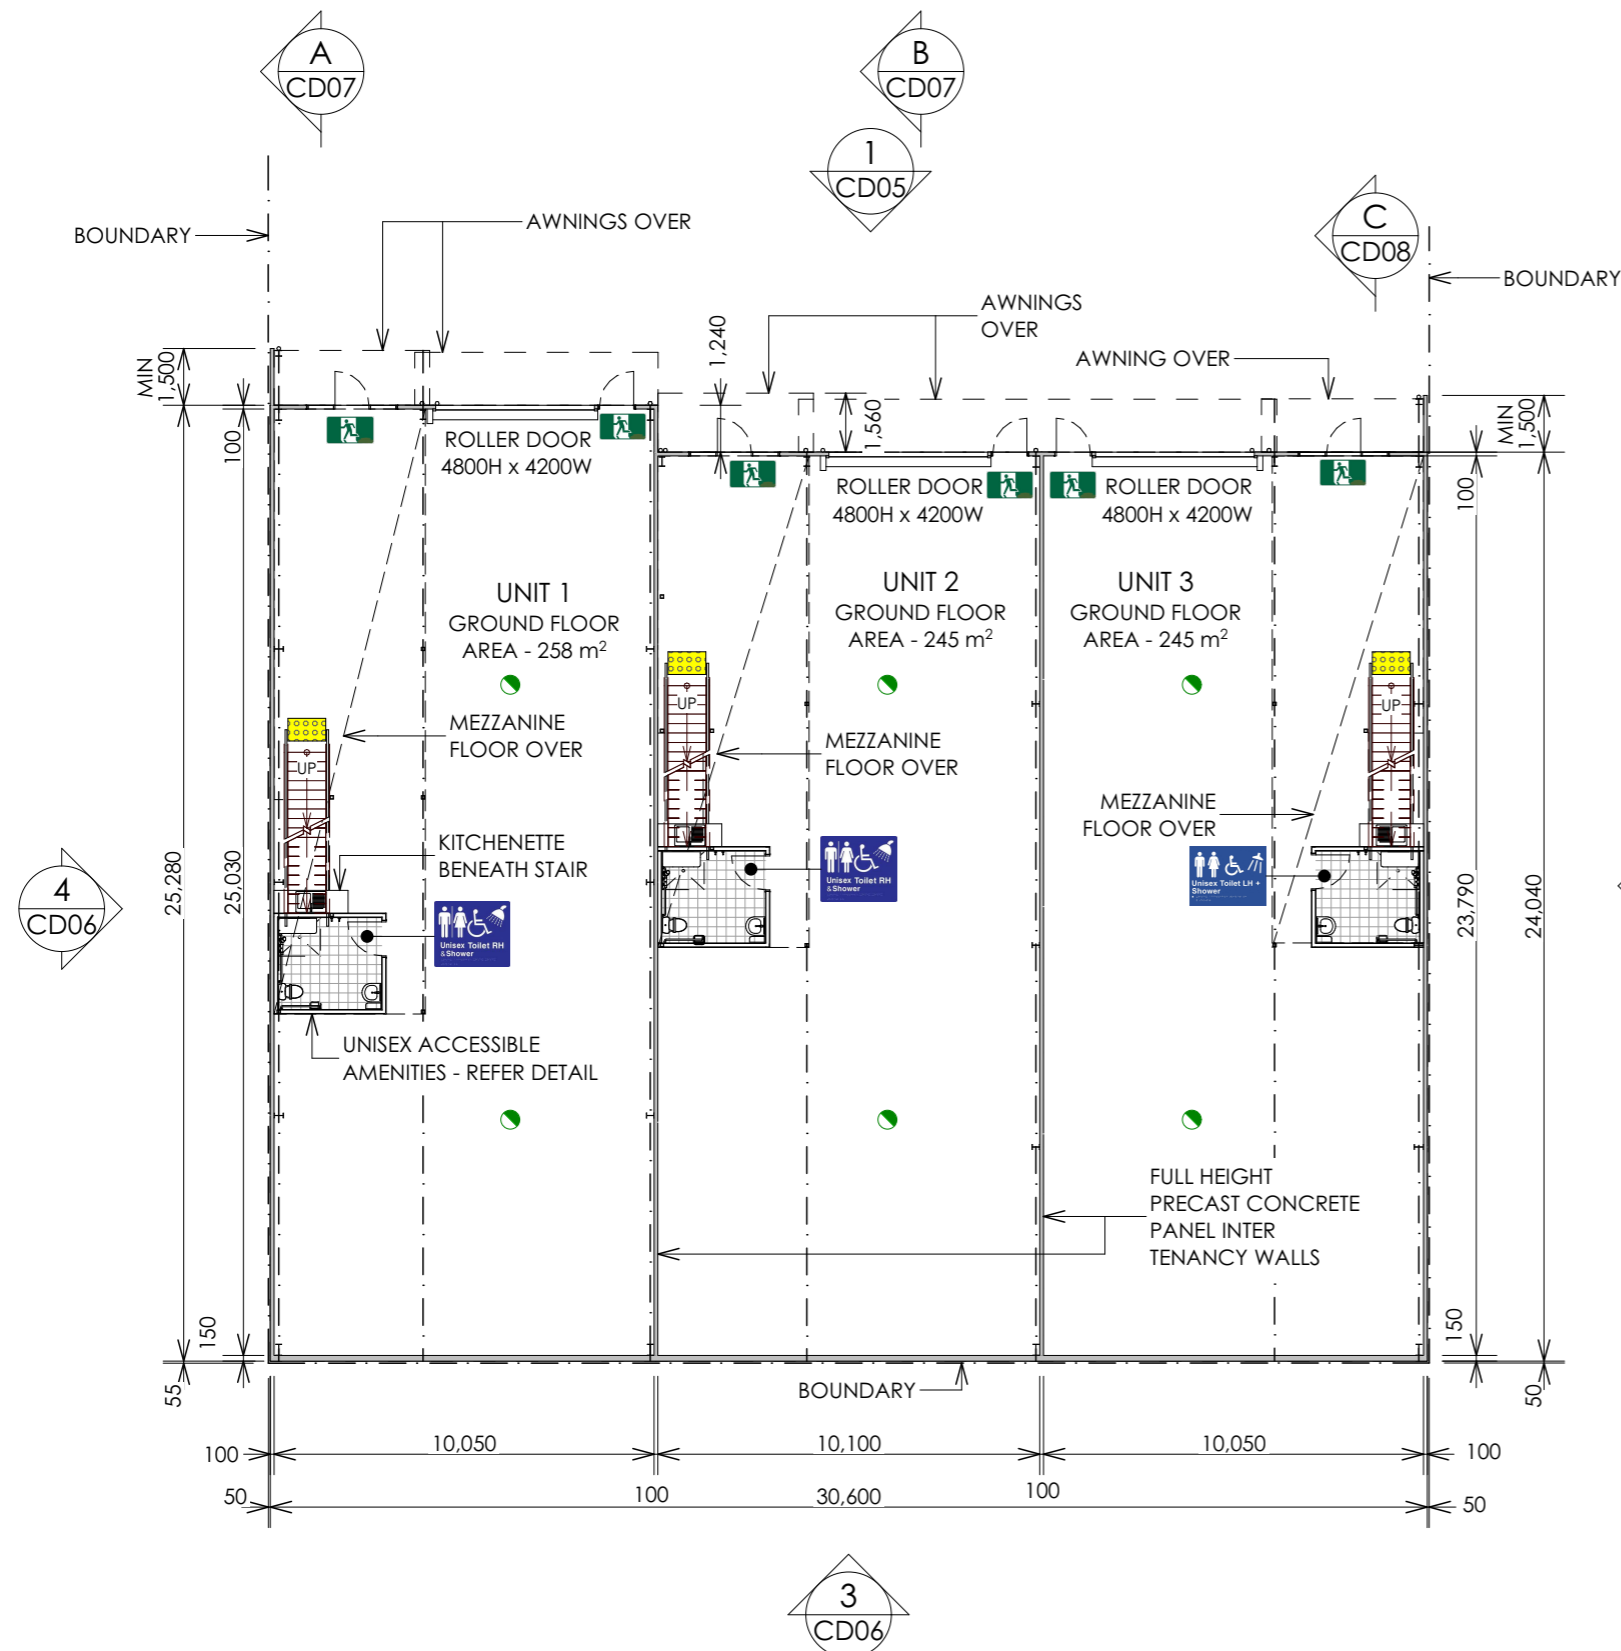 A
CD07
B
CD07
1
CD05
C
CD08
BOUNDARY
AWNINGS OVER
BOUNDARY
AWNINGS
OVER
AWNING OVER
MIN
1,500
1,240
1,560
MIN
1,500
100
100
ROLLER DOOR
4800H x 4200W
ROLLER DOOR
4800H x 4200W
ROLLER DOOR
4800H x 4200W
UNIT 1
GROUND FLOOR
AREA - 258 m²
UNIT 2
GROUND FLOOR
AREA - 245 m²
UNIT 3
GROUND FLOOR
AREA - 245 m²
UP
UP
UP
MEZZANINE
FLOOR OVER
MEZZANINE
FLOOR OVER
MEZZANINE
FLOOR OVER
KITCHENETTE
BENEATH STAIR
Unisex Toilet RH
&Shower
Unisex Toilet RH
&Shower
Unisex Toilet LH +
Shower
4
CD06
25,280
25,030
23,790
24,040
UNISEX ACCESSIBLE
AMENITIES - REFER DETAIL
FULL HEIGHT
PRECAST CONCRETE
PANEL INTER
TENANCY WALLS
150
150
55
50
BOUNDARY
100
10,050
10,100
10,050
100
50
100
30,600
100
50
3
CD06